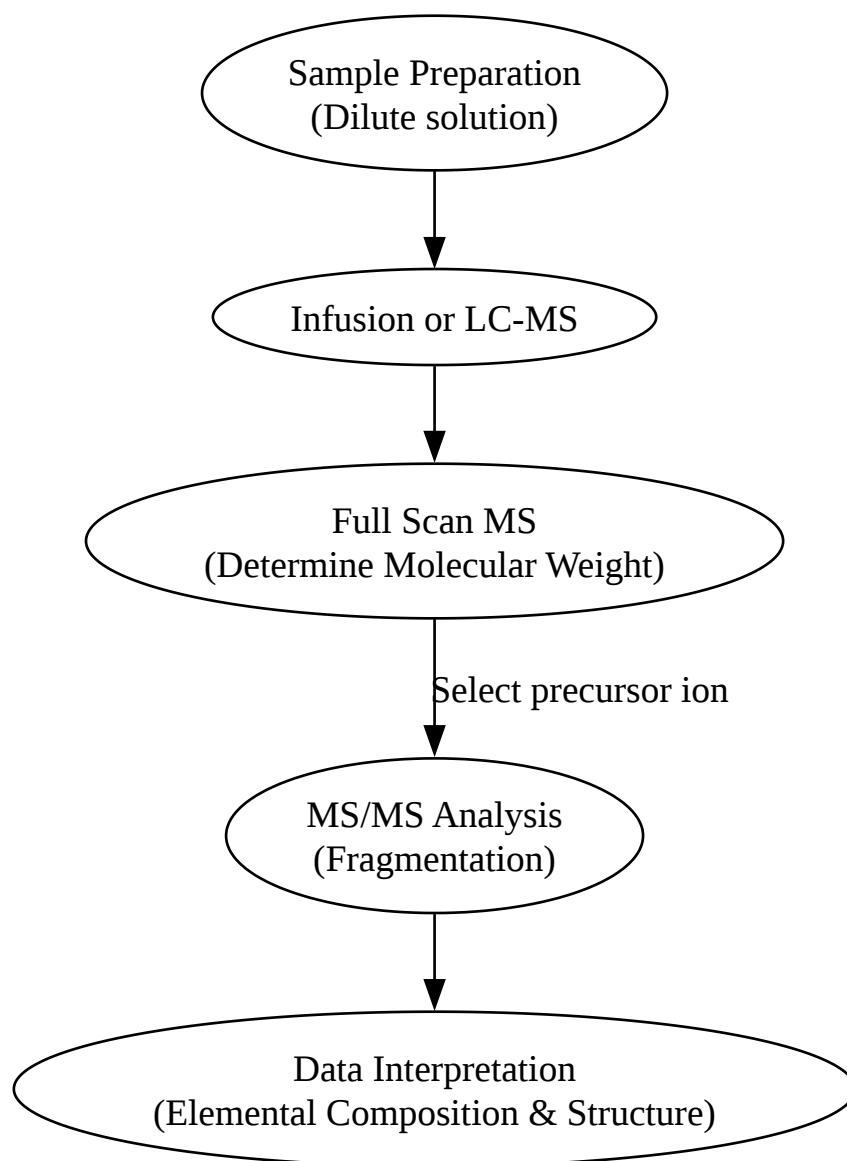 Sample Preparation
(Dilute solution)
Infusion or LC-MS
Full Scan MS
(Determine Molecular Weight)
Select precursor ion
MS/MS Analysis
(Fragmentation)
Data Interpretation
(Elemental Composition & Structure)